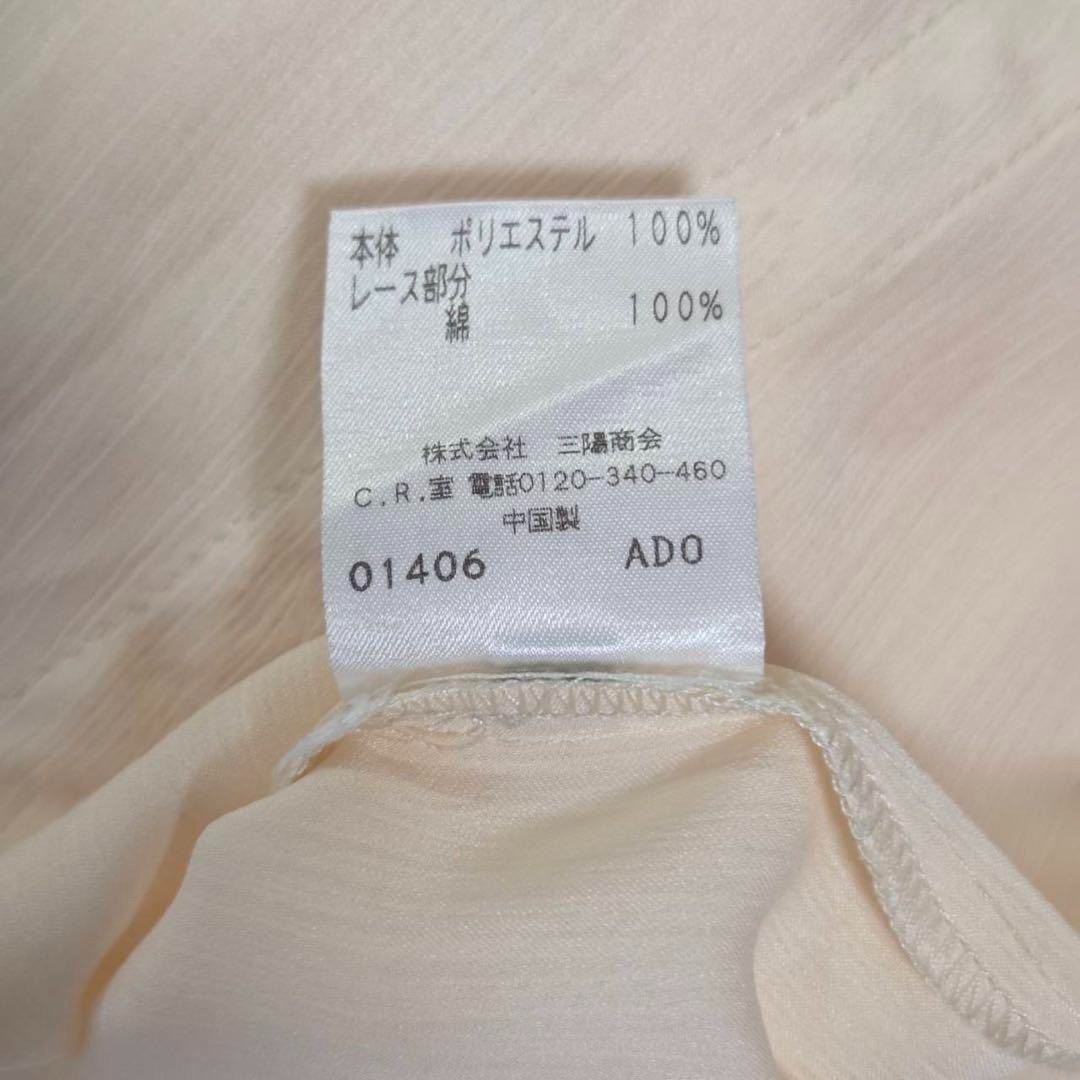 本体 ポリエステル 100%
レース部分
綿 100%
株式会社 三陽商会
C.R.室 電話0120-340-460
中国製
01406 ADO